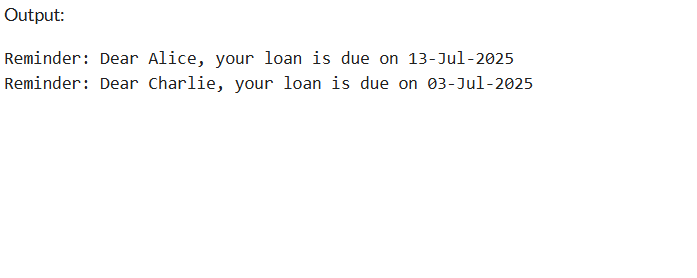 Output:
Reminder: Dear Alice, your loan is due on 13-Jul-2025
Reminder: Dear Charlie, your loan is due on 03-Jul-2025